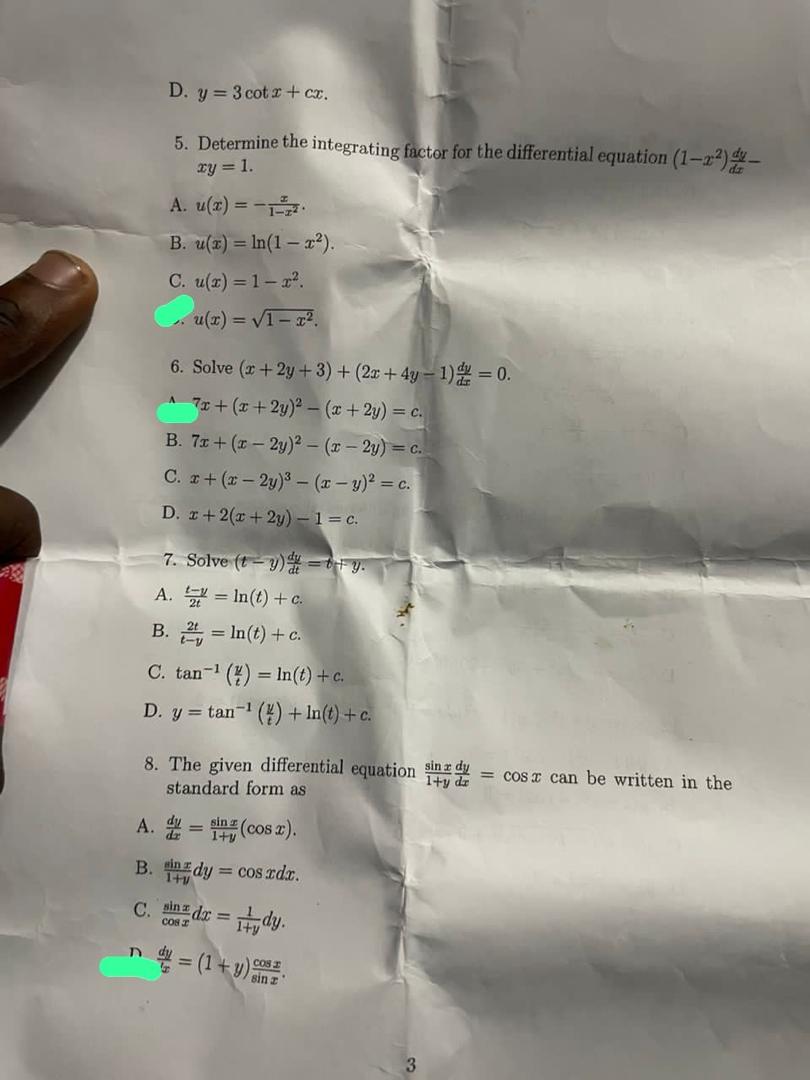 D. y = 3 cot x + cx.
5. Determine the integrating factor for the differential equation (1−x²)dy/dx −
xy = 1.
A. u(x) = −x/(1−x²).
B. u(x) = ln(1 − x²).
C. u(x) = 1 − x².
u(x) = √(1 − x²).
6. Solve (x + 2y + 3) + (2x + 4y − 1)dy/dx = 0.
7x + (x + 2y)² − (x + 2y) = c.
B. 7x + (x − 2y)² − (x − 2y) = c.
C. x + (x − 2y)³ − (x − y)² = c.
D. x + 2(x + 2y) − 1 = c.
7. Solve (t − y)dy/dt = t + y.
A. (t−y)/2t = ln(t) + c.
B. 2t/(t−y) = ln(t) + c.
C. tan⁻¹(y/t) = ln(t) + c.
D. y = tan⁻¹(y/t) + ln(t) + c.
8. The given differential equation sin x/(1+y) dy/dx = cos x can be written in the
standard form as
A. dy/dx = sin x/(1+y) (cos x).
B. sin x/(1+y) dy = cos xdx.
C. sin x/cos x dx = 1/(1+y) dy.
D. dy/dx = (1 + y) cos x/sin x.
3